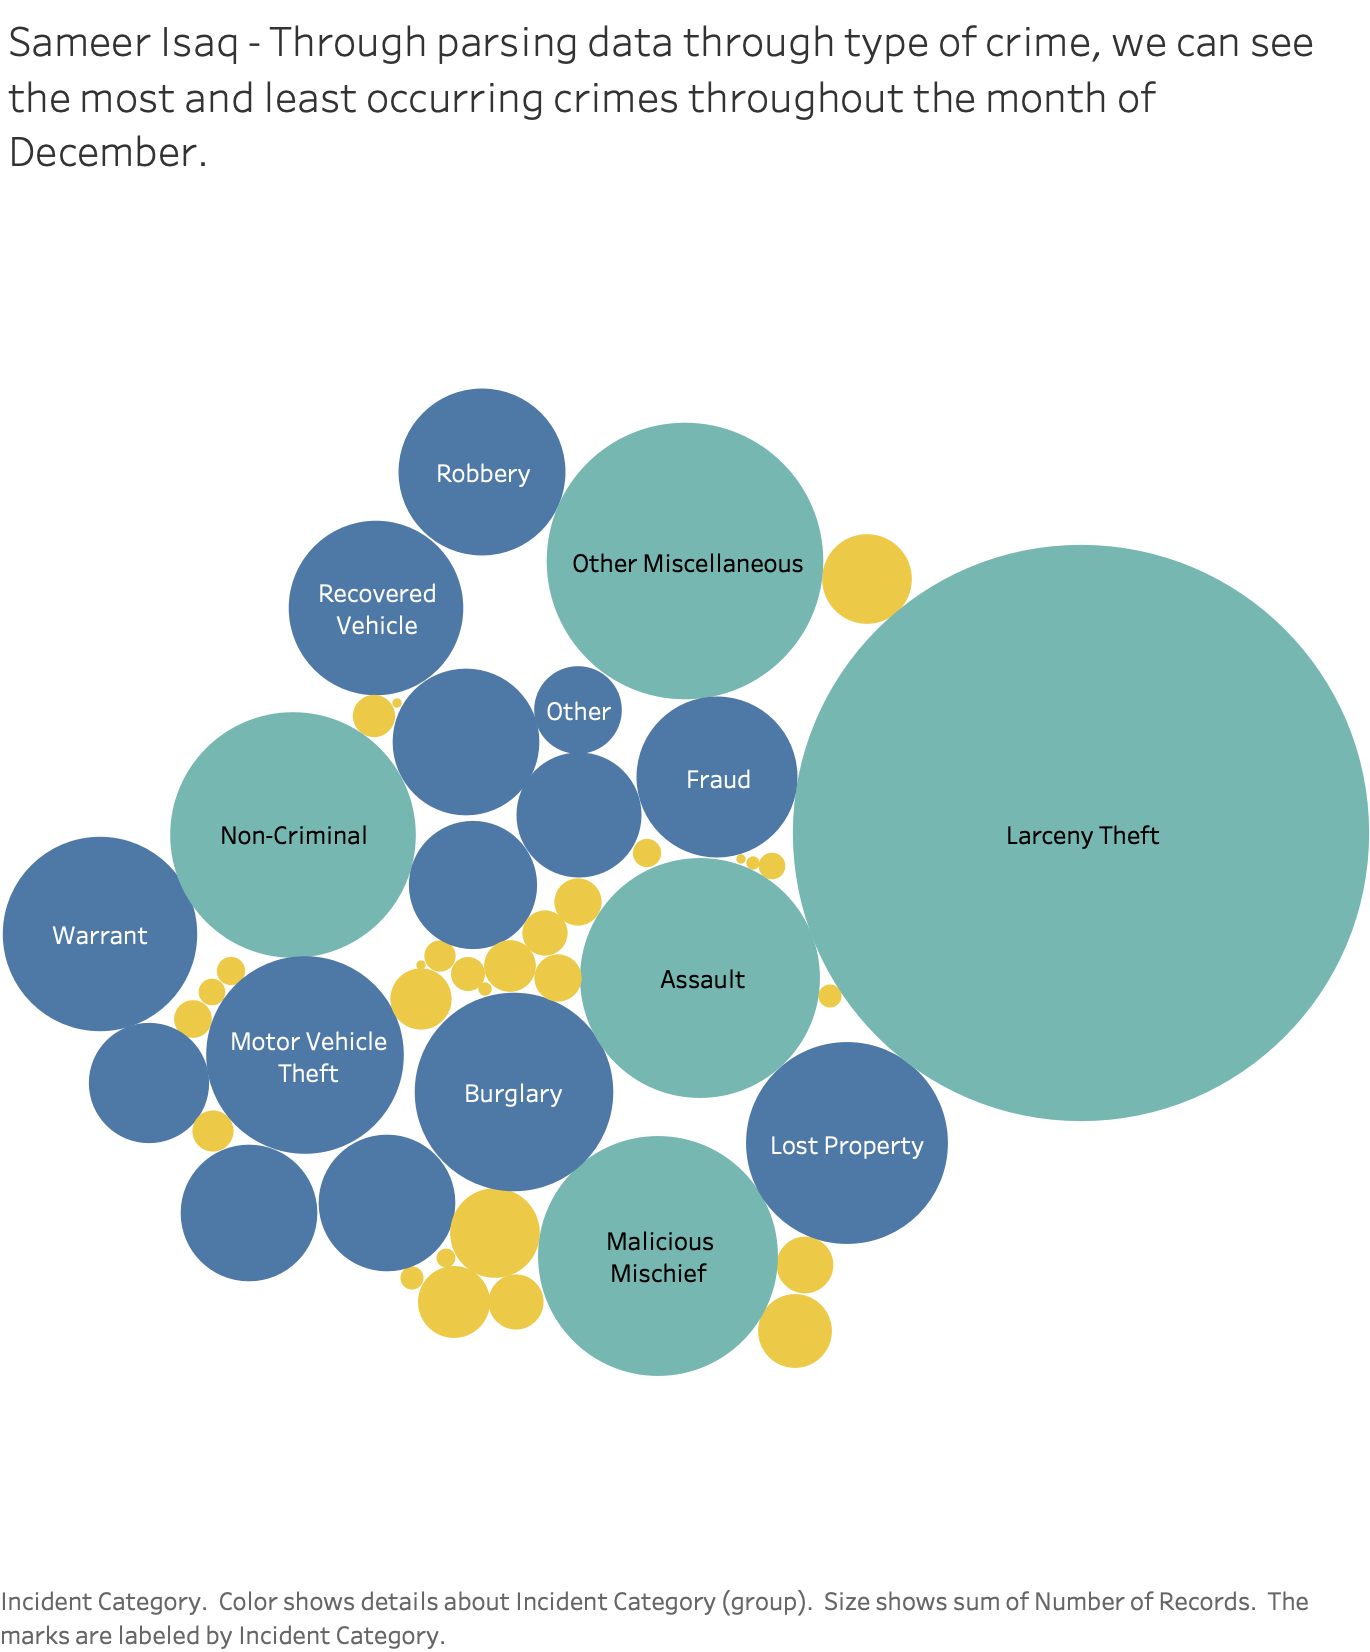 Sameer Isaq - Through parsing data through type of crime, we can see
the most and least occurring crimes throughout the month of
December.
Robbery
Other Miscellaneous
Recovered
Vehicle
Other
Fraud
Non-Criminal
Larceny Theft
Warrant
Assault
Motor Vehicle
Theft
Burglary
Lost Property
Malicious
Mischief
Incident Category.  Color shows details about Incident Category (group).  Size shows sum of Number of Records.  The
marks are labeled by Incident Category.